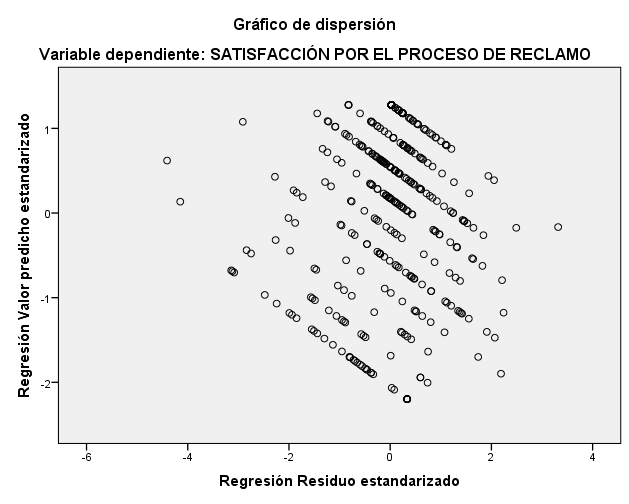 Gráfico de dispersión
Variable dependiente: SATISFACCIÓN POR EL PROCESO DE RECLAMO
Regresión Valor predicho estandarizado
1
0
-1
-2
-6
-4
-2
0
2
4
Regresión Residuo estandarizado